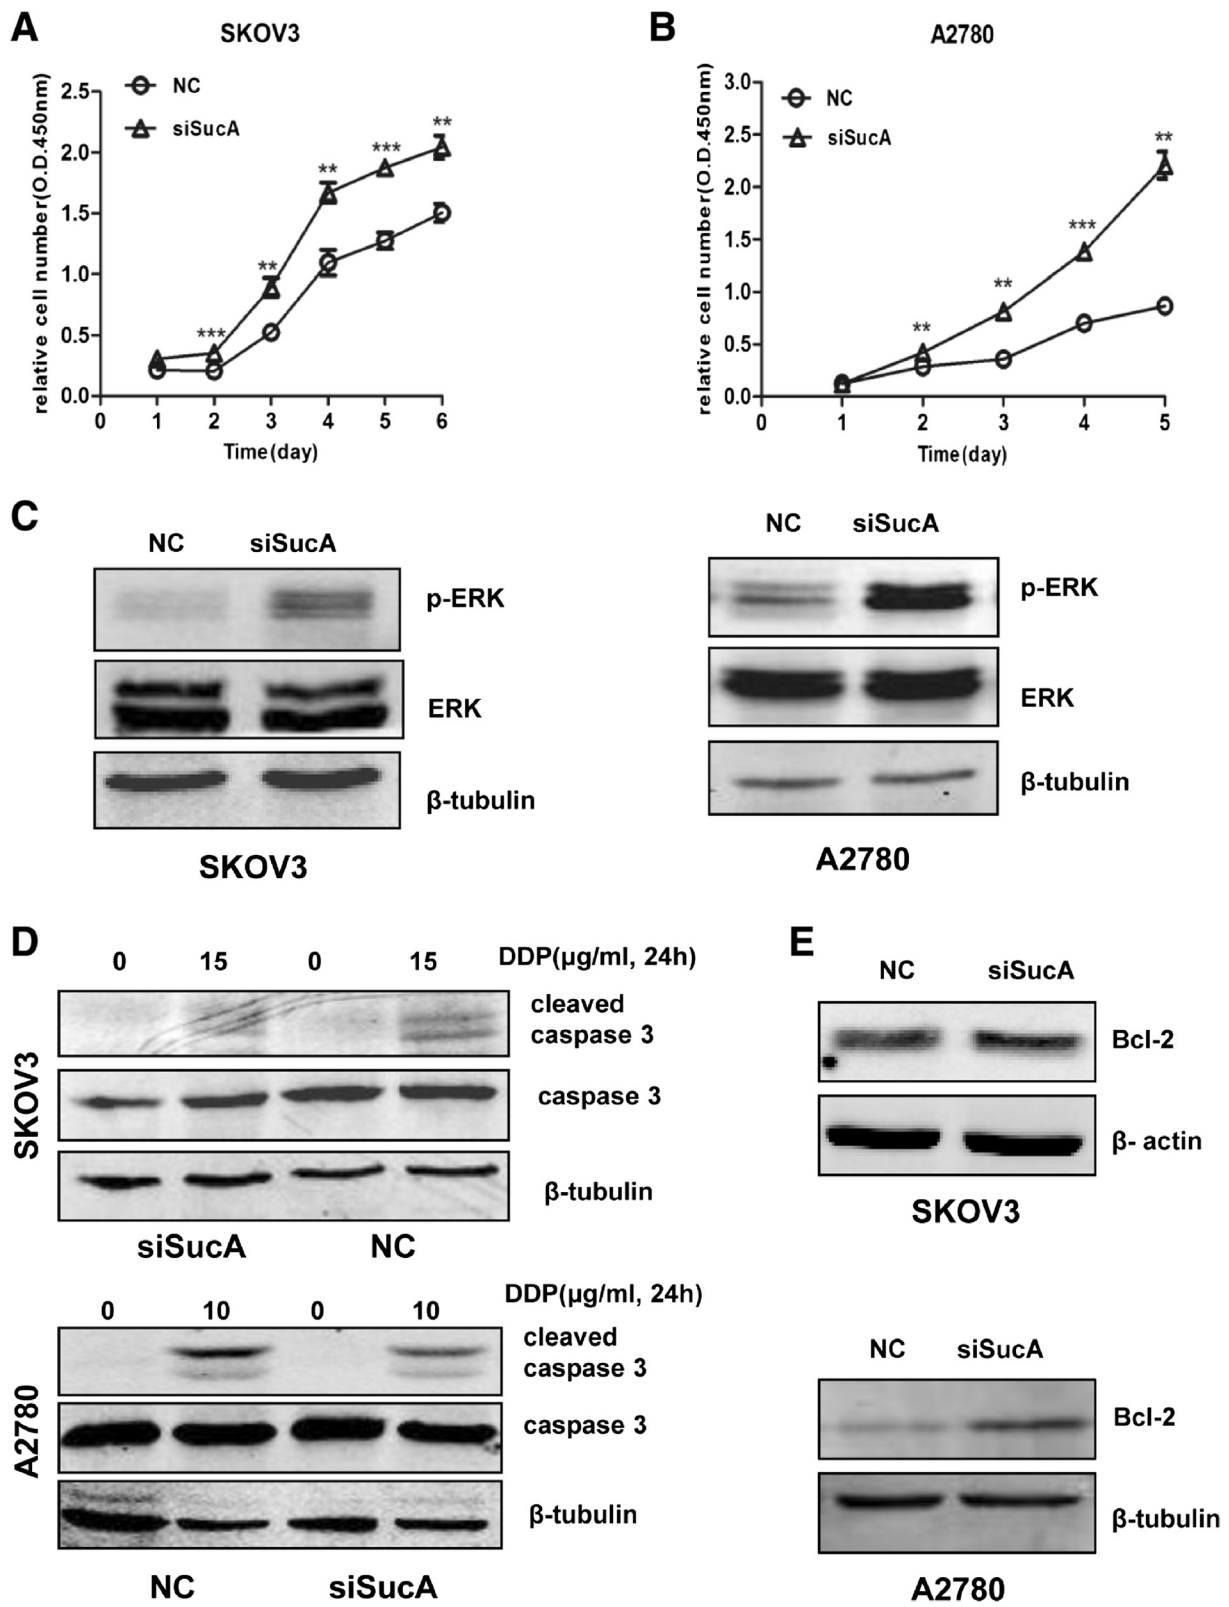 A
SKOV3
NC
siSucA
relative cell number(O.D.450nm)
2.5
2.0
1.5
1.0
0.5
0.0
***
**
**
***
**
0 1 2 3 4 5 6
Time(day)
B
A2780
NC
siSucA
relative cell number(O.D.450nm)
3.0
2.5
2.0
1.5
1.0
0.5
0.0
**
**
***
**
0 1 2 3 4 5
Time(day)
C
NC siSucA
p-ERK
ERK
β-tubulin
SKOV3
NC siSucA
p-ERK
ERK
β-tubulin
A2780
D
0 15 0 15 DDP(μg/ml, 24h)
SKOV3
cleaved
caspase 3
caspase 3
β-tubulin
siSucA NC
0 10 0 10 DDP(μg/ml, 24h)
A2780
cleaved
caspase 3
caspase 3
β-tubulin
NC siSucA
E
NC siSucA
Bcl-2
β- actin
SKOV3
NC siSucA
Bcl-2
β-tubulin
A2780